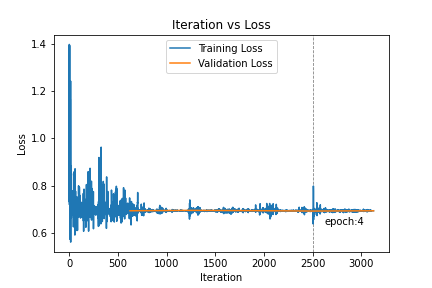 Iteration vs Loss
Training Loss
Validation Loss
1.4
1.2
1.0
0.8
0.6
Loss
epoch:4
0 500 1000 1500 2000 2500 3000
Iteration